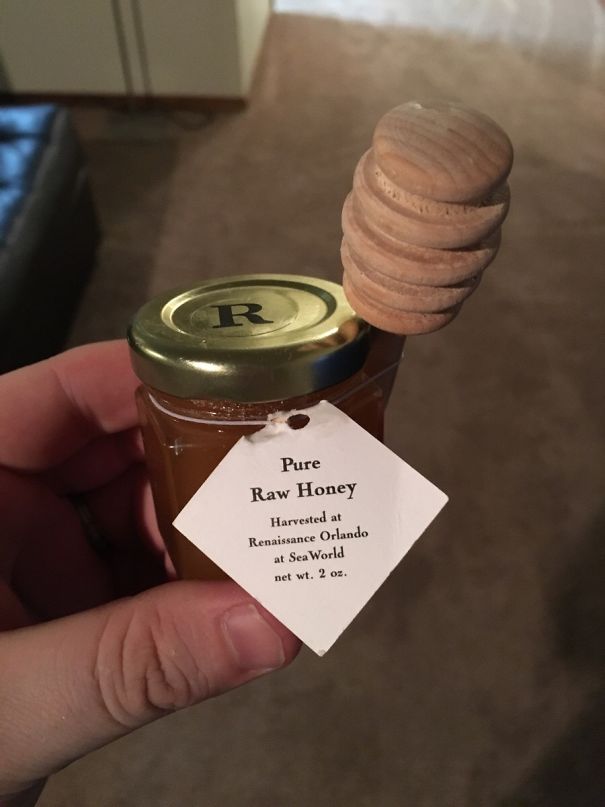 R
Pure
Raw Honey
Harvested at
Renaissance Orlando
at SeaWorld
net wt. 2 oz.